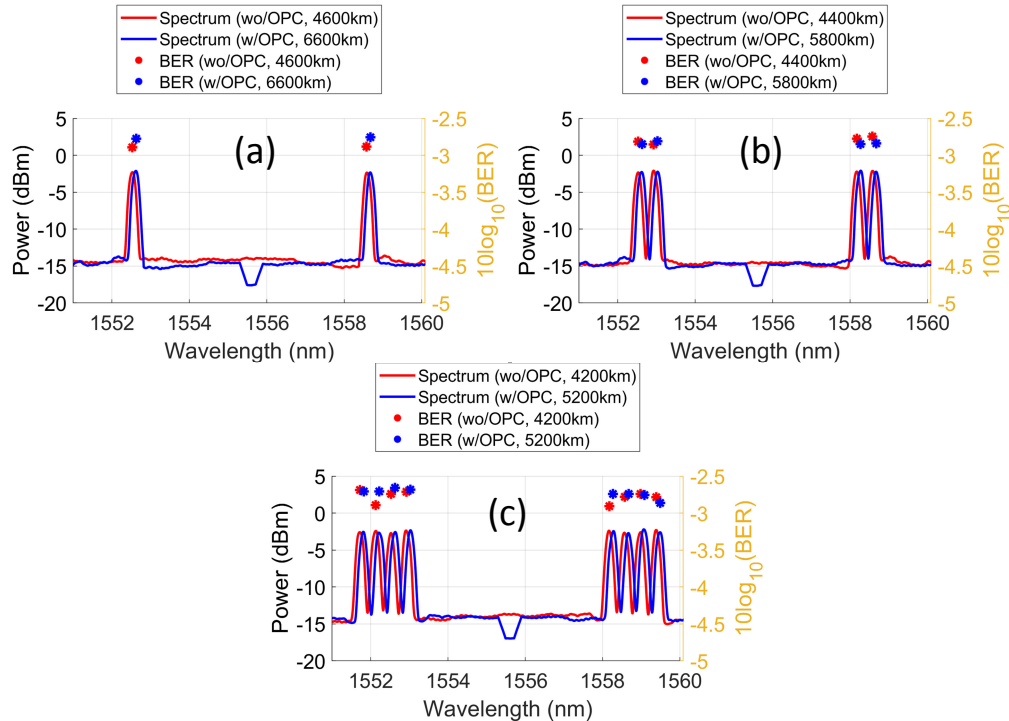 Spectrum (wo/OPC, 4600km)
Spectrum (w/OPC, 6600km)
BER (wo/OPC, 4600km)
BER (w/OPC, 6600km)
5
0
-5
-10
-15
-20
Power (dBm)
(a)
-2.5
-3
-3.5
-4
-4.5
-5
10log10(BER)
1552 1554 1556 1558 1560
Wavelength (nm)
Spectrum (wo/OPC, 4400km)
Spectrum (w/OPC, 5800km)
BER (wo/OPC, 4400km)
BER (w/OPC, 5800km)
5
0
-5
-10
-15
-20
Power (dBm)
(b)
-2.5
-3
-3.5
-4
-4.5
-5
10log10(BER)
1552 1554 1556 1558 1560
Wavelength (nm)
Spectrum (wo/OPC, 4200km)
Spectrum (w/OPC, 5200km)
BER (wo/OPC, 4200km)
BER (w/OPC, 5200km)
5
0
-5
-10
-15
-20
Power (dBm)
(c)
-2.5
-3
-3.5
-4
-4.5
-5
10log10(BER)
1552 1554 1556 1558 1560
Wavelength (nm)